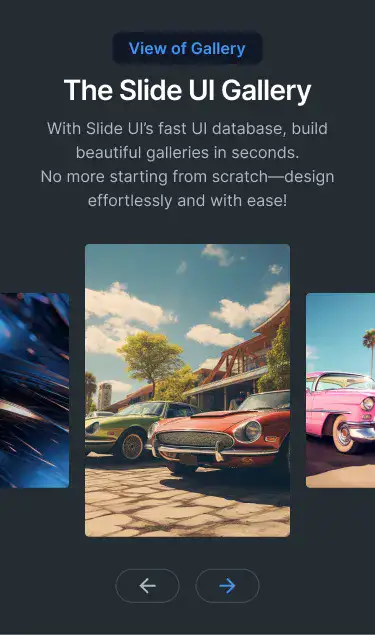 View of Gallery
The Slide UI Gallery
With Slide UI’s fast UI database, build
beautiful galleries in seconds.
No more starting from scratch—design
effortlessly and with ease!